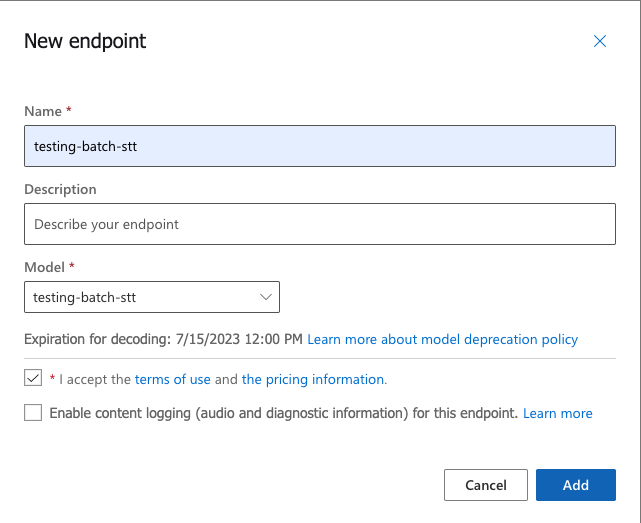 New endpoint
Name *
testing-batch-stt
Description
Describe your endpoint
Model *
testing-batch-stt
Expiration for decoding: 7/15/2023 12:00 PM Learn more about model deprecation policy
* I accept the terms of use and the pricing information.
Enable content logging (audio and diagnostic information) for this endpoint. Learn more
Cancel Add